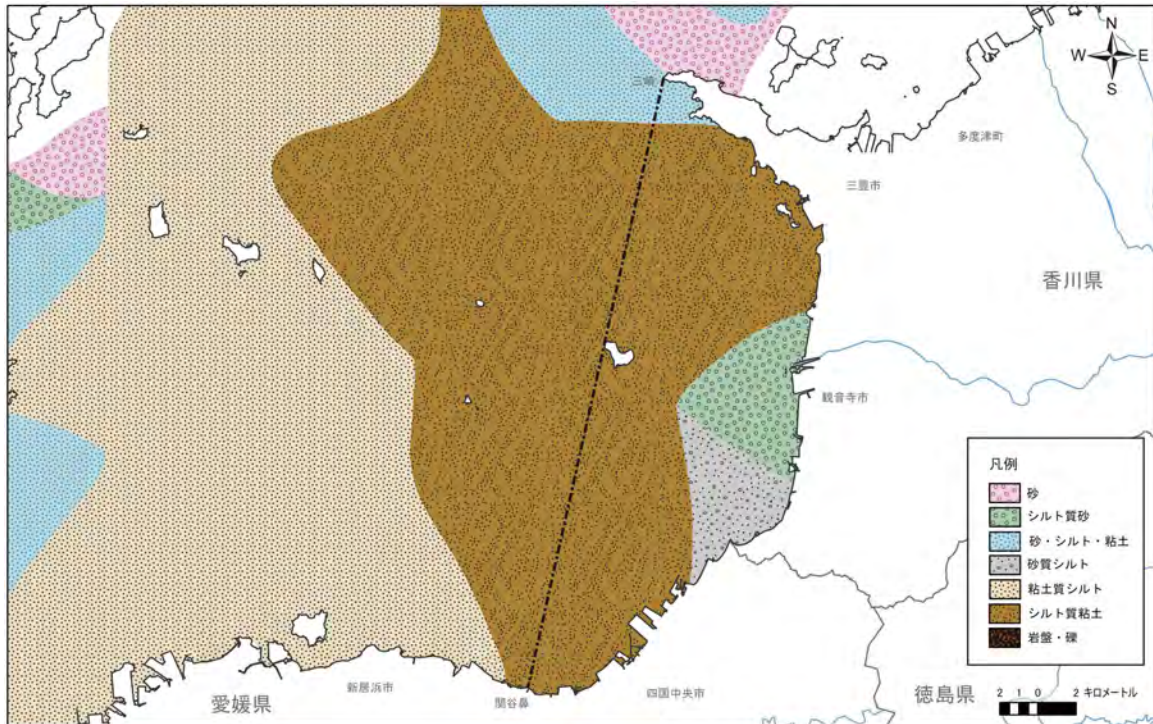 N
W E
S
三崎
多度津町
三豊市
香川県
観音寺市
凡例
砂
シルト質砂
砂・シルト・粘土
砂質シルト
粘土質シルト
シルト質粘土
岩盤・礫
新居浜市
愛媛県
関谷鼻
四国中央市
徳島県
2 1 0 2 キロメートル